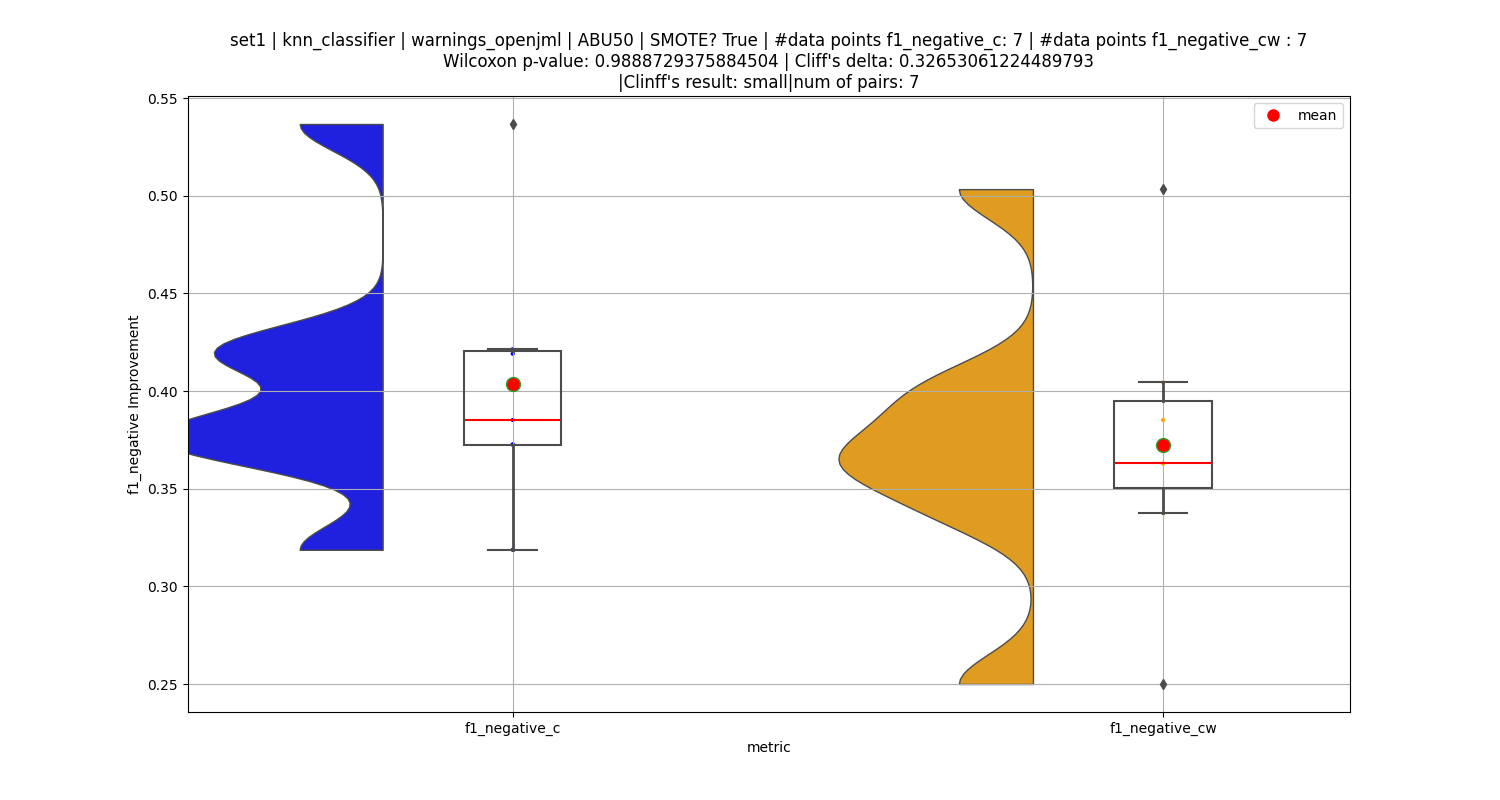 set1 | knn_classifier | warnings_openjml | ABU50 | SMOTE? True | #data points f1_negative_c: 7 | #data points f1_negative_cw : 7
Wilcoxon p-value: 0.9888729375884504 | Cliff's delta: 0.32653061224489793
|Clinff's result: small|num of pairs: 7
mean
0.55
0.50
0.45
0.40
0.35
0.30
0.25
f1_negative Improvement
f1_negative_c
f1_negative_cw
metric